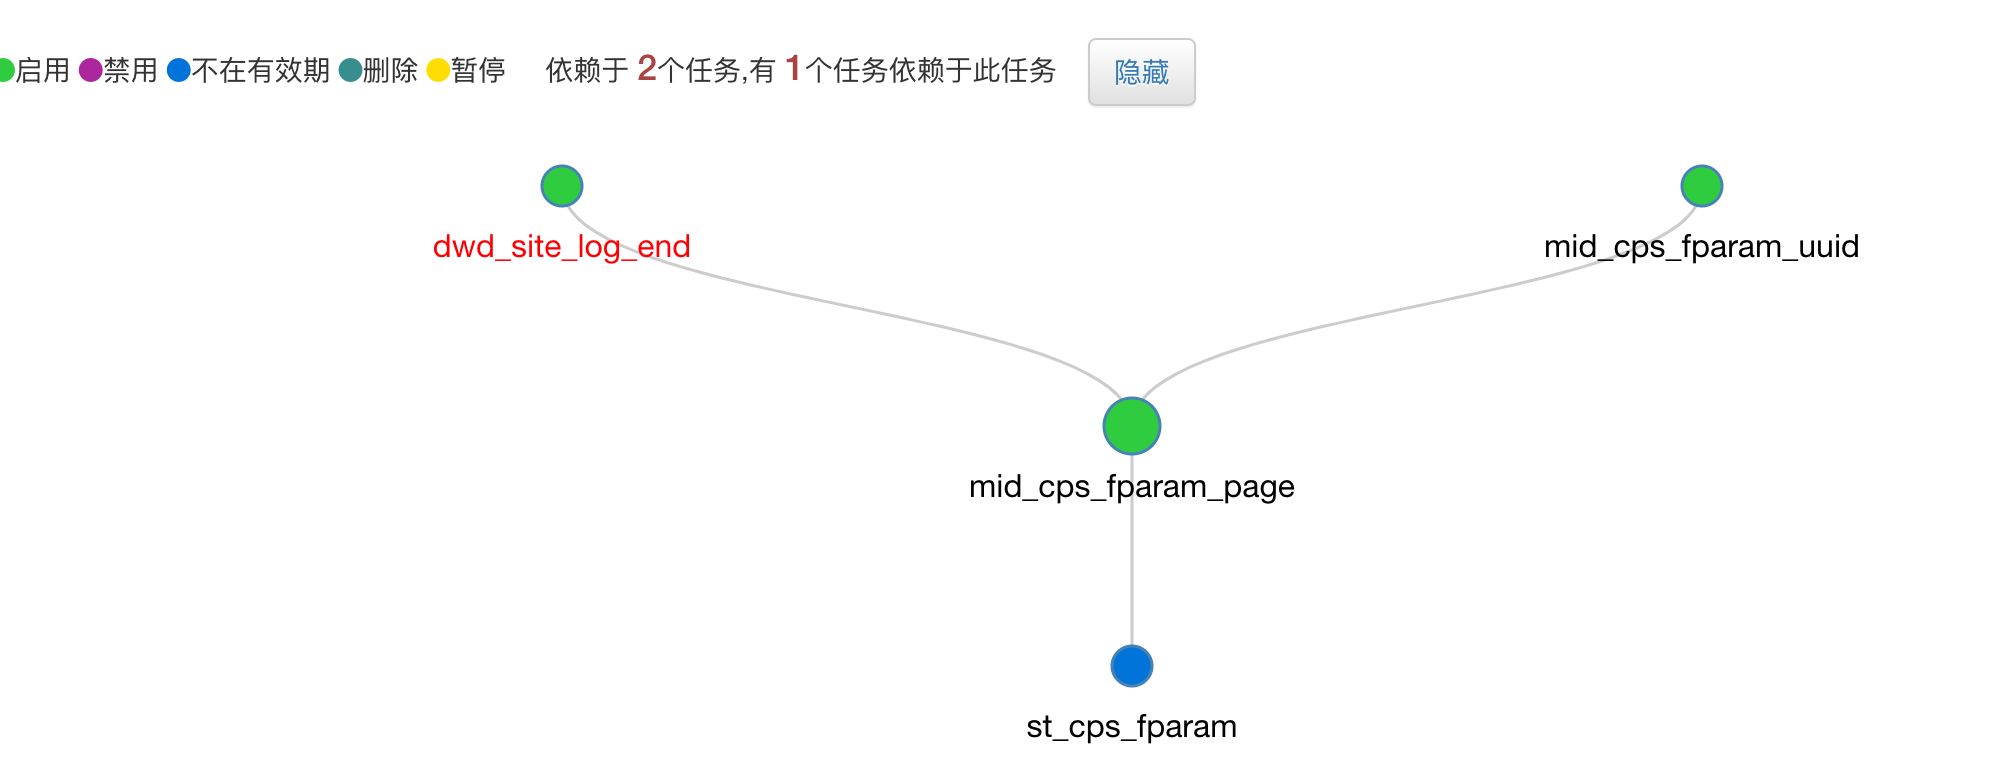 启用 禁用 不在有效期 删除 暂停 依赖于 2个任务,有 1个任务依赖于此任务 隐藏
dwd_site_log_end mid_cps_fparam_uuid
mid_cps_fparam_page
st_cps_fparam